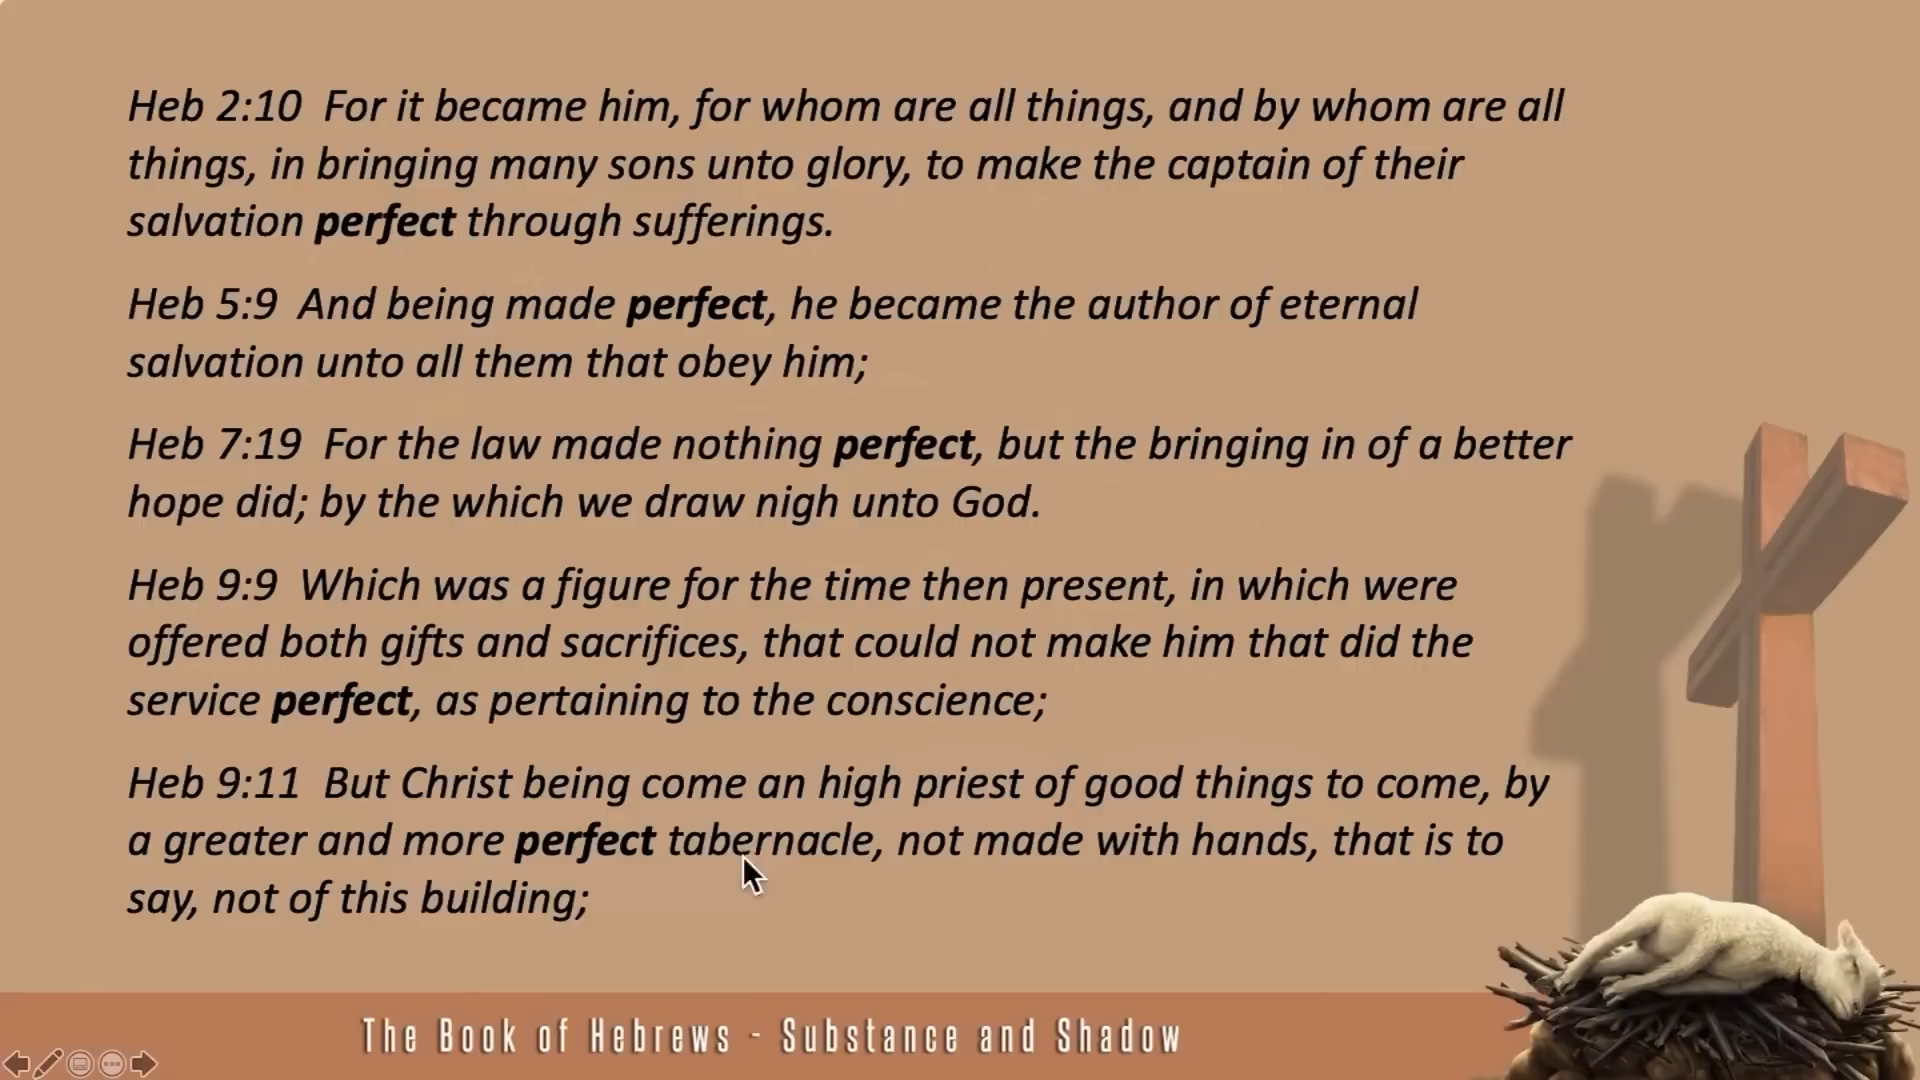 Heb 2:10  For it became him, for whom are all things, and by whom are all
things, in bringing many sons unto glory, to make the captain of their
salvation perfect through sufferings.
Heb 5:9  And being made perfect, he became the author of eternal
salvation unto all them that obey him;
Heb 7:19  For the law made nothing perfect, but the bringing in of a better
hope did; by the which we draw nigh unto God.
Heb 9:9  Which was a figure for the time then present, in which were
offered both gifts and sacrifices, that could not make him that did the
service perfect, as pertaining to the conscience;
Heb 9:11  But Christ being come an high priest of good things to come, by
a greater and more perfect tabernacle, not made with hands, that is to
say, not of this building;
The Book of Hebrews - Substance and Shadow